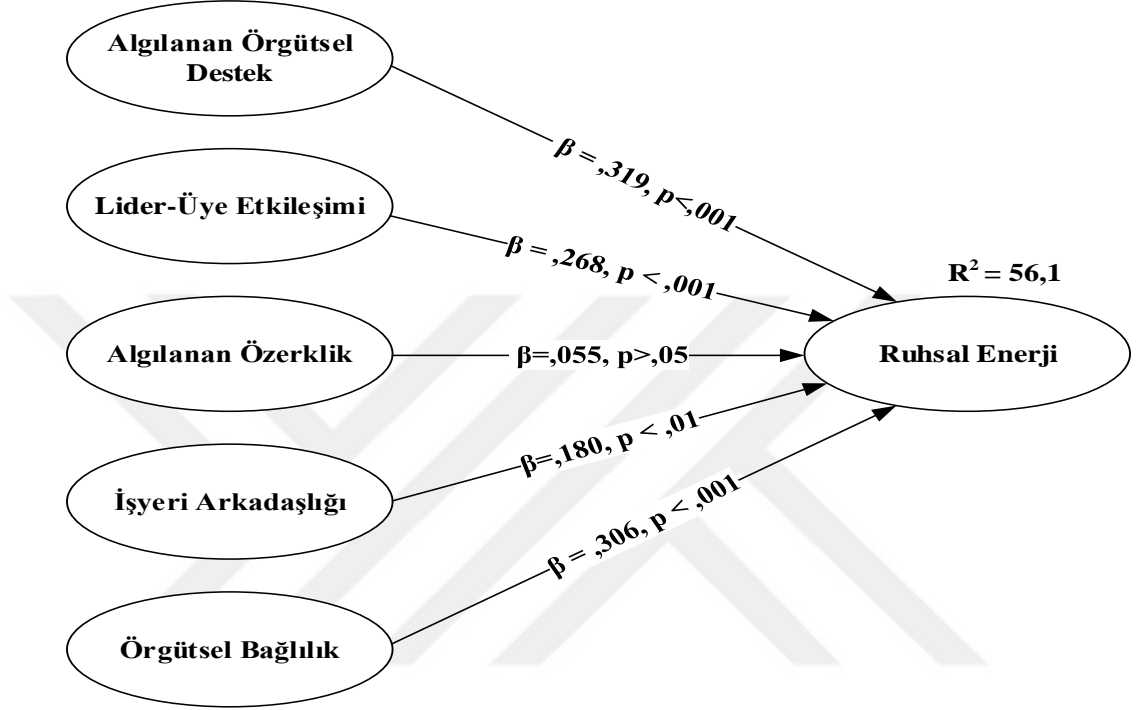 Algılanan Örgütsel
Destek
β = ,319, p<,001
Lider-Üye Etkileşimi
β = ,268, p < ,001
R² = 56,1
Algılanan Özerklik
β=,055, p>,05
Ruhsal Enerji
İşyeri Arkadaşlığı
β=,180, p < ,01
β = ,306, p < ,001
Örgütsel Bağlılık